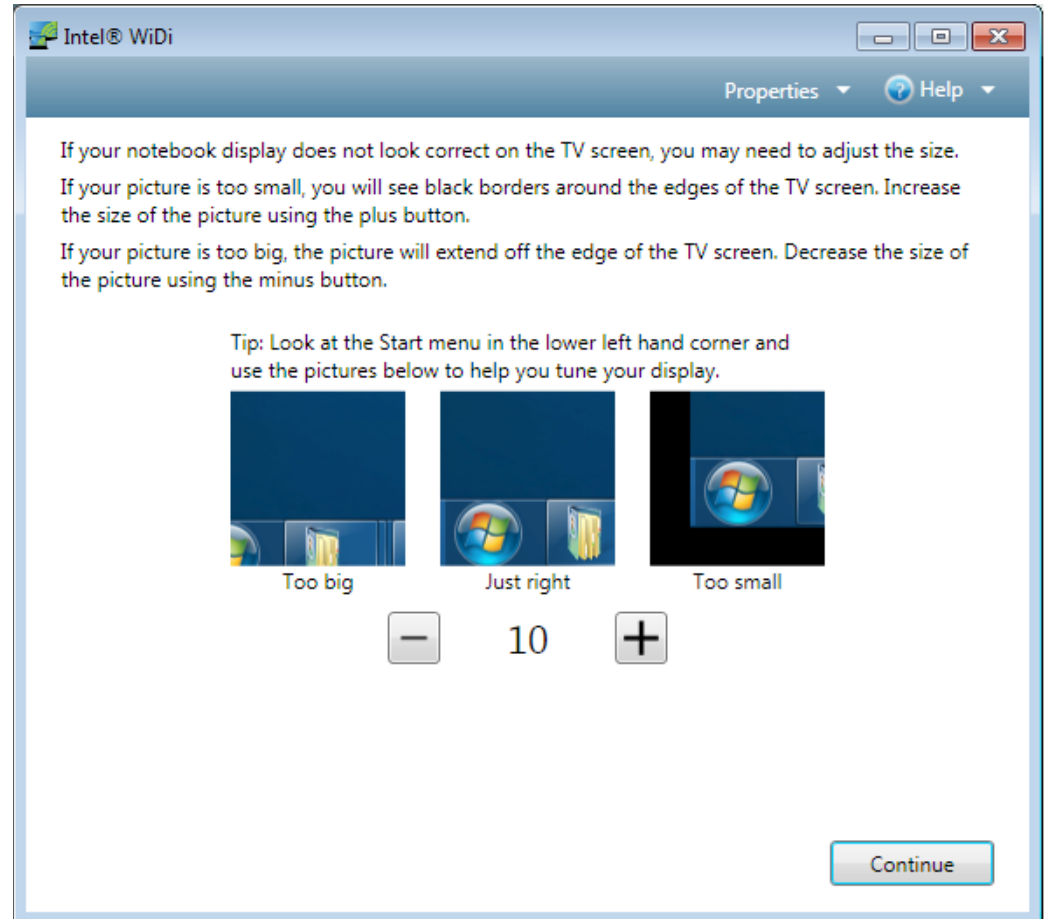 Intel® WiDi
Properties
Help
If your notebook display does not look correct on the TV screen, you may need to adjust the size.
If your picture is too small, you will see black borders around the edges of the TV screen. Increase
the size of the picture using the plus button.
If your picture is too big, the picture will extend off the edge of the TV screen. Decrease the size of
the picture using the minus button.
Tip: Look at the Start menu in the lower left hand corner and
use the pictures below to help you tune your display.
Too big
Just right
Too small
10
Continue